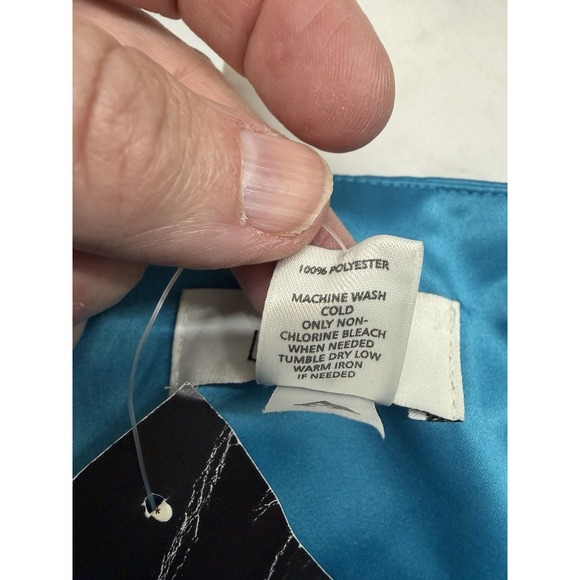 100% POLYESTER
MACHINE WASH
COLD
ONLY NON-
CHLORINE BLEACH
WHEN NEEDED
TUMBLE DRY LOW
WARM IRON
IF NEEDED